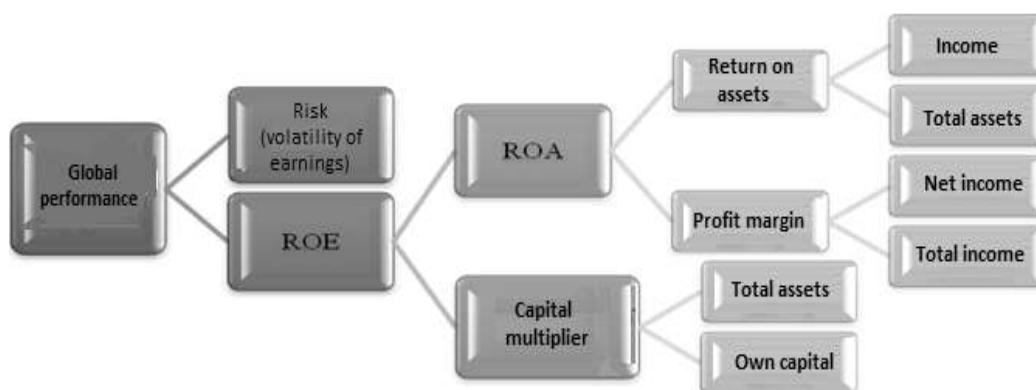 Global
performance
Risk
(volatility of
earnings)
ROE
ROA
Capital
multiplier
Return on
assets
Profit margin
Total assets
Own capital
Income
Total assets
Net income
Total income